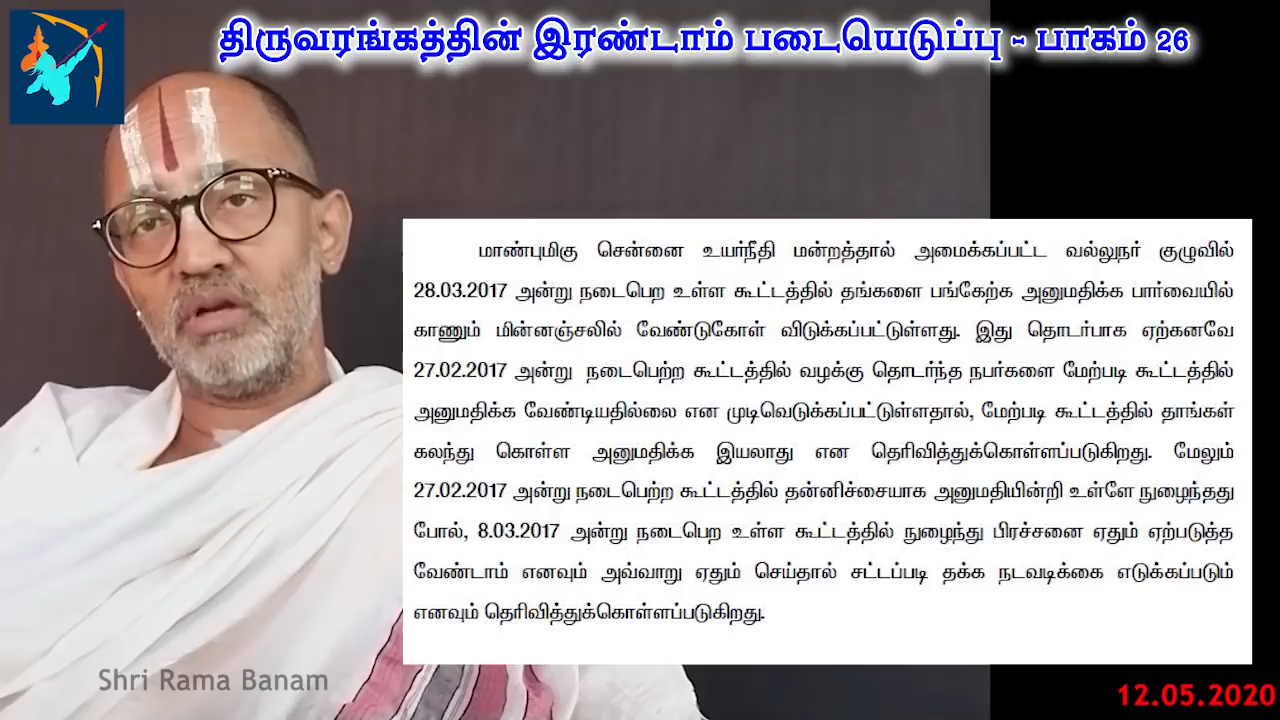 திருவரங்கத்தின் இரண்டாம் படையெடுப்பு - பாகம் 26
மாண்புமிகு சென்னை உயர்நீதி மன்றத்தால் அமைக்கப்பட்ட வல்லுநர் குழுவில்
28.03.2017 அன்று நடைபெற உள்ள கூட்டத்தில் தங்களை பங்கேற்க அனுமதிக்க பார்வையில்
காணும் மின்னஞ்சலில் வேண்டுகோள் விடுக்கப்பட்டுள்ளது. இது தொடர்பாக ஏற்கனவே
27.02.2017 அன்று நடைபெற்ற கூட்டத்தில் வழக்கு தொடர்ந்த நபர்களை மேற்படி கூட்டத்தில்
அனுமதிக்க வேண்டியதில்லை என முடிவெடுக்கப்பட்டுள்ளதால், மேற்படி கூட்டத்தில் தாங்கள்
கலந்து கொள்ள அனுமதிக்க இயலாது என தெரிவித்துக்கொள்ளப்படுகிறது. மேலும்
27.02.2017 அன்று நடைபெற்ற கூட்டத்தில் தன்னிச்சையாக அனுமதியின்றி உள்ளே நுழைந்தது
போல், 8.03.2017 அன்று நடைபெற உள்ள கூட்டத்தில் நுழைந்து பிரச்சனை ஏதும் ஏற்படுத்த
வேண்டாம் எனவும் அவ்வாறு ஏதும் செய்தால் சட்டப்படி தக்க நடவடிக்கை எடுக்கப்படும்
எனவும் தெரிவித்துக்கொள்ளப்படுகிறது.
Shri Rama Banam
12.05.2020